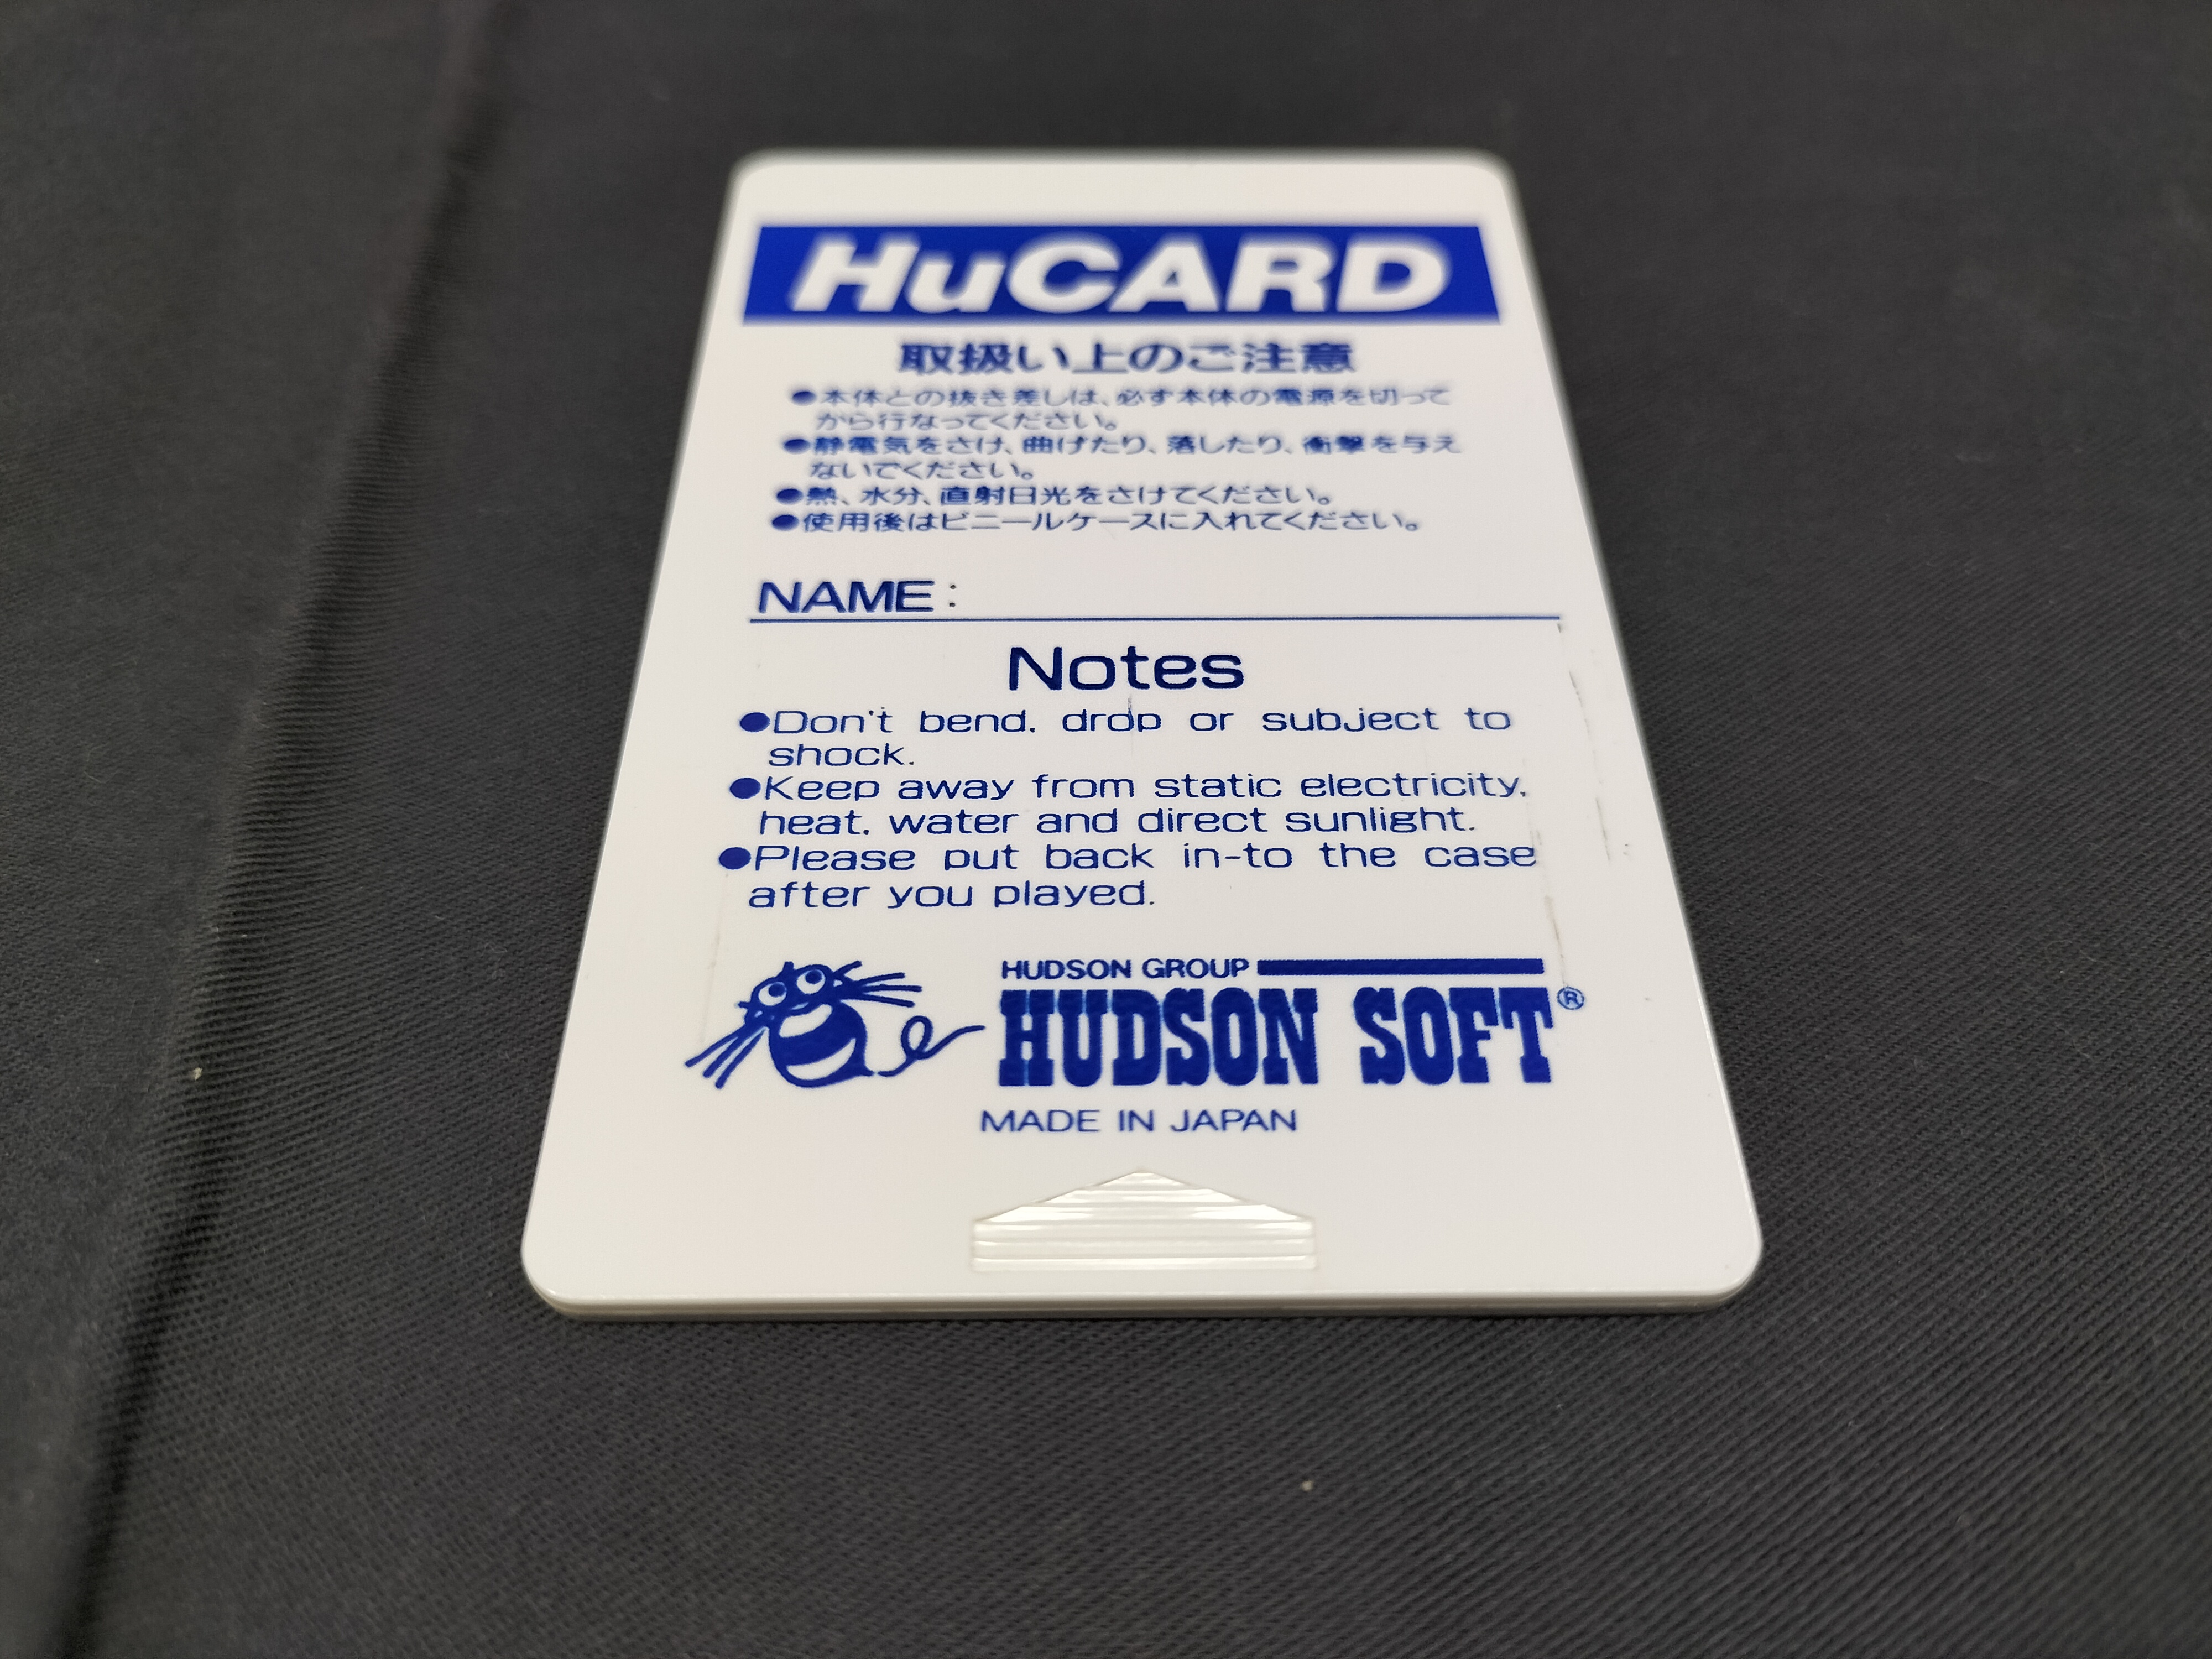 HuCARD
取扱い上のご注意
●本体との抜き差しは、必ず本体の電源を切って
から行なってください。
●静電気をさけ、曲げたり、落したり、衝撃を与え
ないでください。
●熱、水分、直射日光をさけてください。
●使用後はビニールケースに入れてください。
NAME:
Notes
●Don't bend, drop or subject to
shock.
●Keep away from static electricity,
heat, water and direct sunlight.
●Please put back in-to the case
after you played.
HUDSON GROUP
HUDSON SOFT®
MADE IN JAPAN